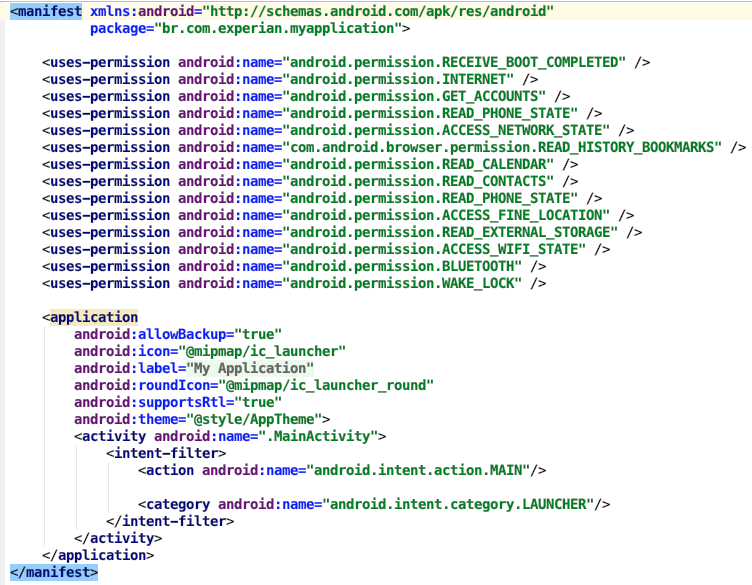 <manifest xmlns:android="http://schemas.android.com/apk/res/android"
          package="br.com.experian.myapplication">

    <uses-permission android:name="android.permission.RECEIVE_BOOT_COMPLETED" />
    <uses-permission android:name="android.permission.INTERNET" />
    <uses-permission android:name="android.permission.GET_ACCOUNTS" />
    <uses-permission android:name="android.permission.READ_PHONE_STATE" />
    <uses-permission android:name="android.permission.ACCESS_NETWORK_STATE" />
    <uses-permission android:name="com.android.browser.permission.READ_HISTORY_BOOKMARKS" />
    <uses-permission android:name="android.permission.READ_CALENDAR" />
    <uses-permission android:name="android.permission.READ_CONTACTS" />
    <uses-permission android:name="android.permission.READ_PHONE_STATE" />
    <uses-permission android:name="android.permission.ACCESS_FINE_LOCATION" />
    <uses-permission android:name="android.permission.READ_EXTERNAL_STORAGE" />
    <uses-permission android:name="android.permission.ACCESS_WIFI_STATE" />
    <uses-permission android:name="android.permission.BLUETOOTH" />
    <uses-permission android:name="android.permission.WAKE_LOCK" />

    <application
        android:allowBackup="true"
        android:icon="@mipmap/ic_launcher"
        android:label="My Application"
        android:roundIcon="@mipmap/ic_launcher_round"
        android:supportsRtl="true"
        android:theme="@style/AppTheme">
        <activity android:name=".MainActivity">
            <intent-filter>
                <action android:name="android.intent.action.MAIN"/>

                <category android:name="android.intent.category.LAUNCHER"/>
            </intent-filter>
        </activity>
    </application>
</manifest>